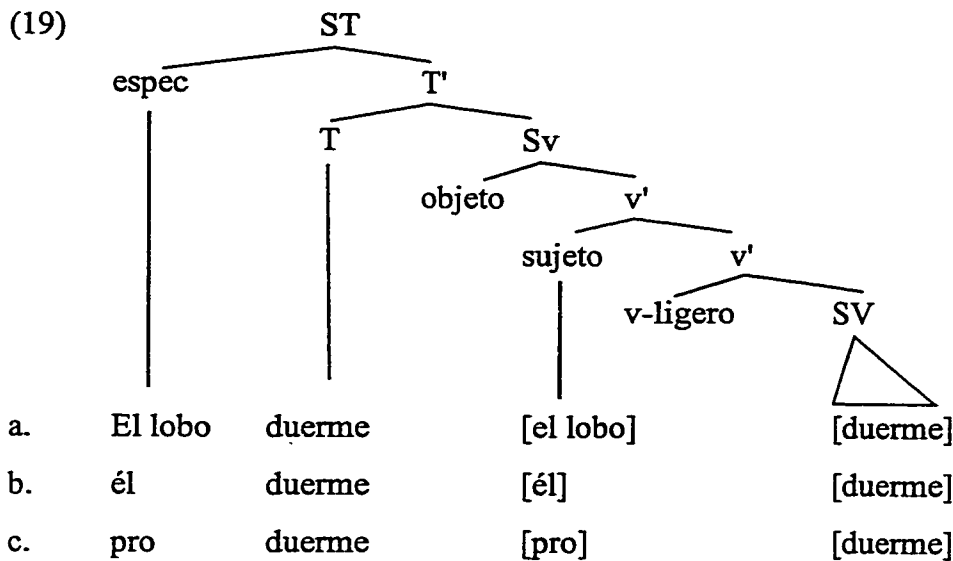 (19) ST
espec T'
T Sv
objeto v'
sujeto v'
v-ligero SV
a. El lobo duerme [el lobo] [duerme]
b. él duerme [él] [duerme]
c. pro duerme [pro] [duerme]